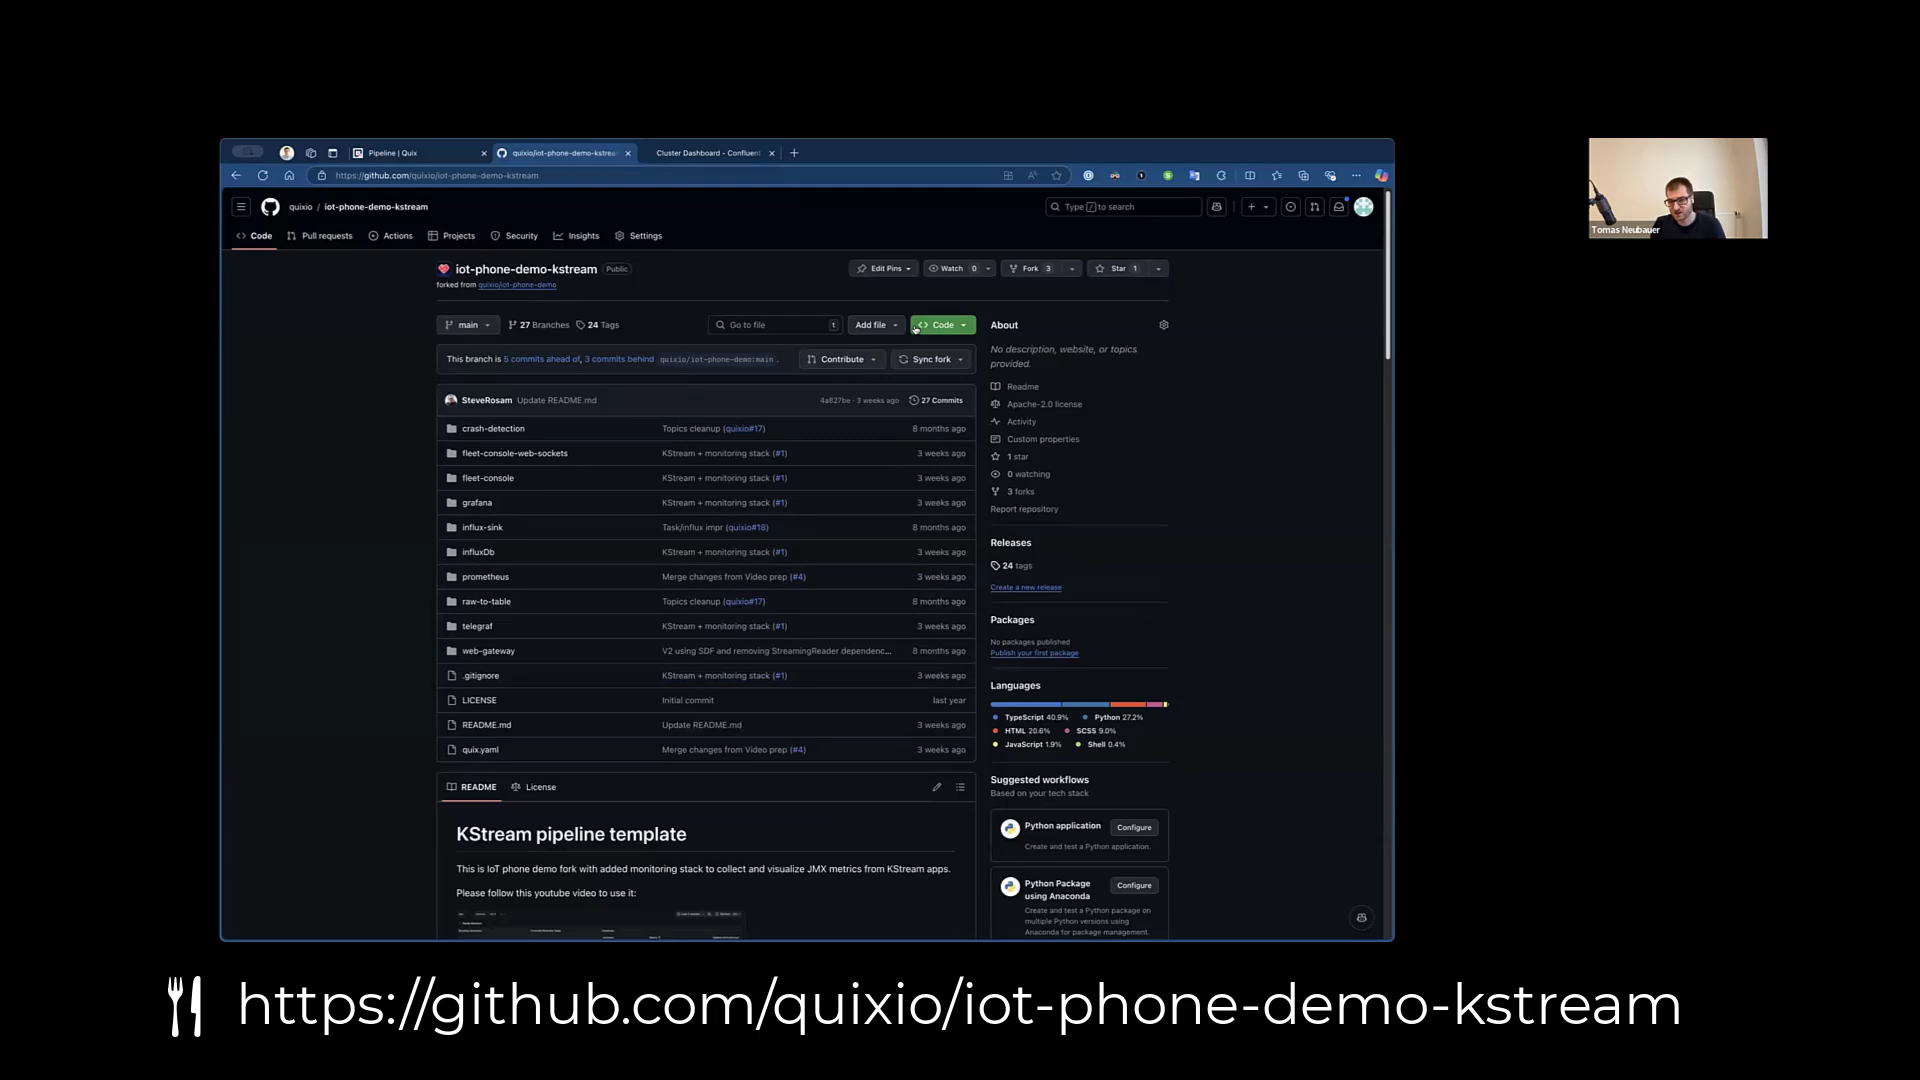 Pipeline | Quix
quixio/iot-phone-demo-kstrea
Cluster Dashboard - Confluent
https://github.com/quixio/iot-phone-demo-kstream
quixio / iot-phone-demo-kstream
Type / to search
Code
Pull requests
Actions
Projects
Security
Insights
Settings
iot-phone-demo-kstream Public
forked from quixio/iot-phone-demo
Edit Pins
Watch 0
Fork 3
Star 1
main
27 Branches
24 Tags
Go to file t
Add file
Code
This branch is 5 commits ahead of, 3 commits behind quixio/iot-phone-demo:main .
Contribute
Sync fork
SteveRosam Update README.md 4a827be · 3 weeks ago 27 Commits
crash-detection Topics cleanup (quixio#17) 8 months ago
fleet-console-web-sockets KStream + monitoring stack (#1) 3 weeks ago
fleet-console KStream + monitoring stack (#1) 3 weeks ago
grafana KStream + monitoring stack (#1) 3 weeks ago
influx-sink Task/influx impr (quixio#18) 8 months ago
influxDb KStream + monitoring stack (#1) 3 weeks ago
prometheus Merge changes from Video prep (#4) 3 weeks ago
raw-to-table Topics cleanup (quixio#17) 8 months ago
telegraf KStream + monitoring stack (#1) 3 weeks ago
web-gateway V2 using SDF and removing StreamingReader dependenc... 8 months ago
.gitignore KStream + monitoring stack (#1) 3 weeks ago
LICENSE Initial commit last year
README.md Update README.md 3 weeks ago
quix.yaml Merge changes from Video prep (#4) 3 weeks ago
README
License
KStream pipeline template
This is IoT phone demo fork with added monitoring stack to collect and visualize JMX metrics from KStream apps.
Please follow this youtube video to use it:
About
No description, website, or topics
provided.
Readme
Apache-2.0 license
Activity
Custom properties
1 star
0 watching
3 forks
Report repository
Releases
24 tags
Create a new release
Packages
No packages published
Publish your first package
Languages
TypeScript 40.9% Python 27.2%
HTML 20.6% SCSS 9.0%
JavaScript 1.9% Shell 0.4%
Suggested workflows
Based on your tech stack
Python application
Configure
Create and test a Python application.
Python Package
using Anaconda
Configure
Create and test a Python package on
multiple Python versions using
Anaconda for package management.
Tomas Neubauer
https://github.com/quixio/iot-phone-demo-kstream